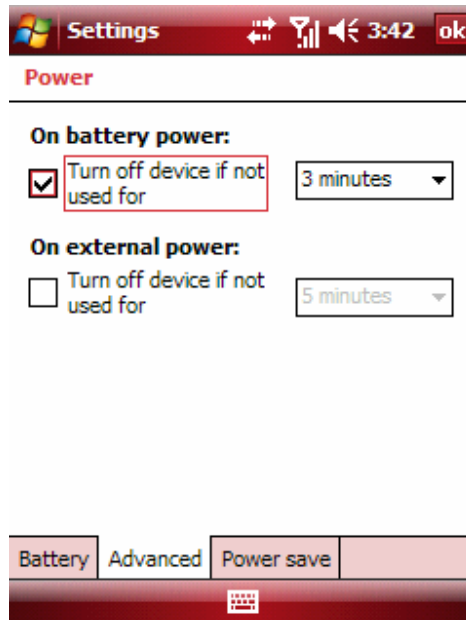 Settings 3:42 ok
Power
On battery power:
Turn off device if not
used for
3 minutes
On external power:
Turn off device if not
used for
5 minutes
Battery Advanced Power save